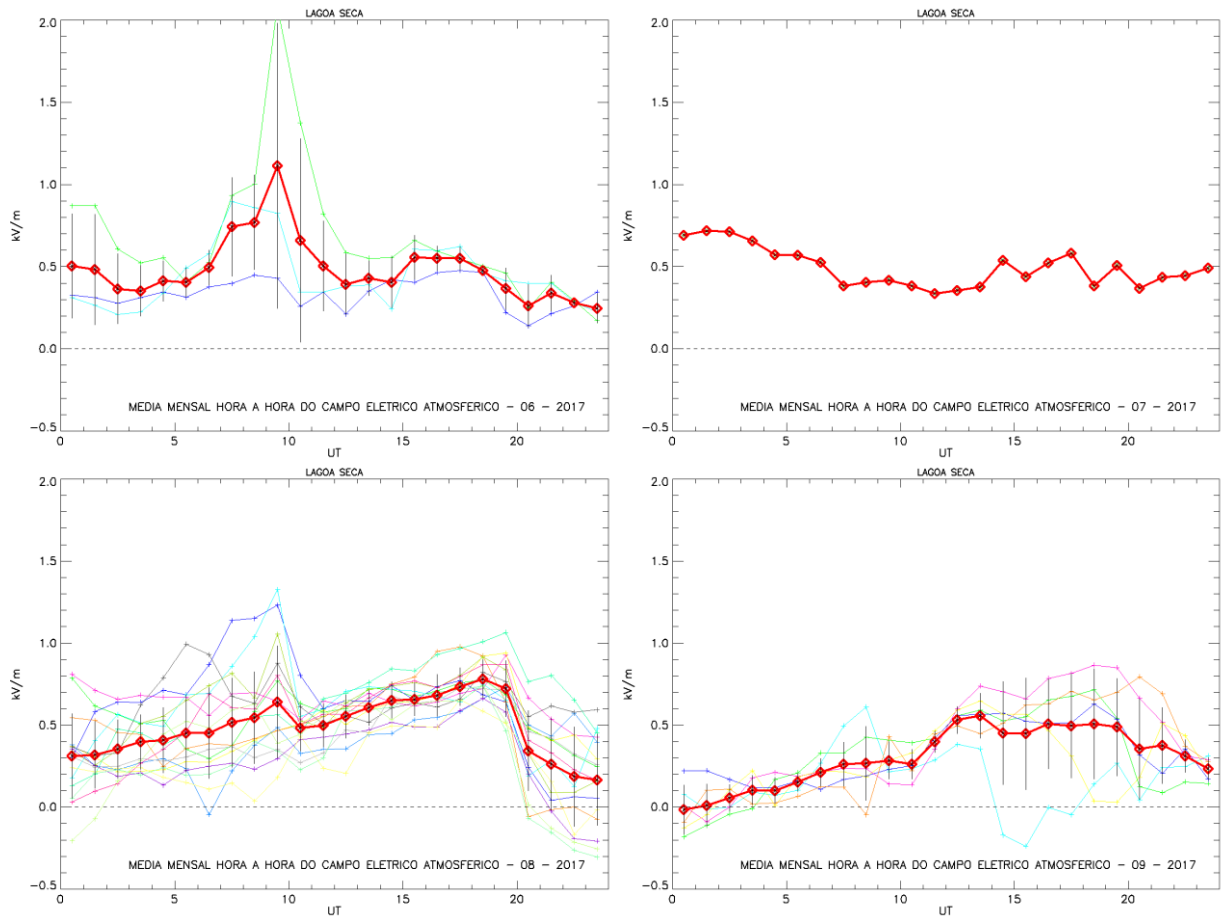 LAGOA SECA
2.0
1.5
1.0
0.5
0.0
-0.5
kV/m
MEDIA MENSAL HORA A HORA DO CAMPO ELETRICO ATMOSFERICO - 06 - 2017
0 5 10 15 20
UT
LAGOA SECA
2.0
1.5
1.0
0.5
0.0
-0.5
kV/m
MEDIA MENSAL HORA A HORA DO CAMPO ELETRICO ATMOSFERICO - 07 - 2017
0 5 10 15 20
UT
LAGOA SECA
2.0
1.5
1.0
0.5
0.0
-0.5
kV/m
MEDIA MENSAL HORA A HORA DO CAMPO ELETRICO ATMOSFERICO - 08 - 2017
0 5 10 15 20
UT
LAGOA SECA
2.0
1.5
1.0
0.5
0.0
-0.5
kV/m
MEDIA MENSAL HORA A HORA DO CAMPO ELETRICO ATMOSFERICO - 09 - 2017
0 5 10 15 20
UT